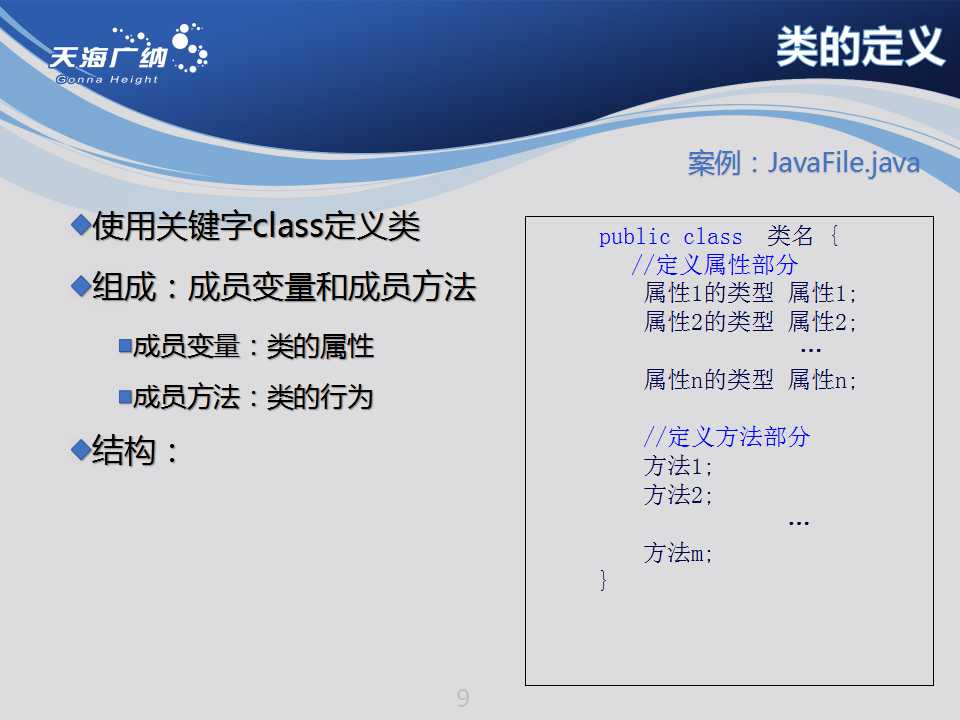 天海广纳
Gonna Height
类的定义
案例：JavaFile.java
使用关键字class定义类
组成：成员变量和成员方法
成员变量：类的属性
成员方法：类的行为
结构：
public class 类名 {
//定义属性部分
属性1的类型 属性1;
属性2的类型 属性2;
…
属性n的类型 属性n;
//定义方法部分
方法1;
方法2;
…
方法m;
}
9